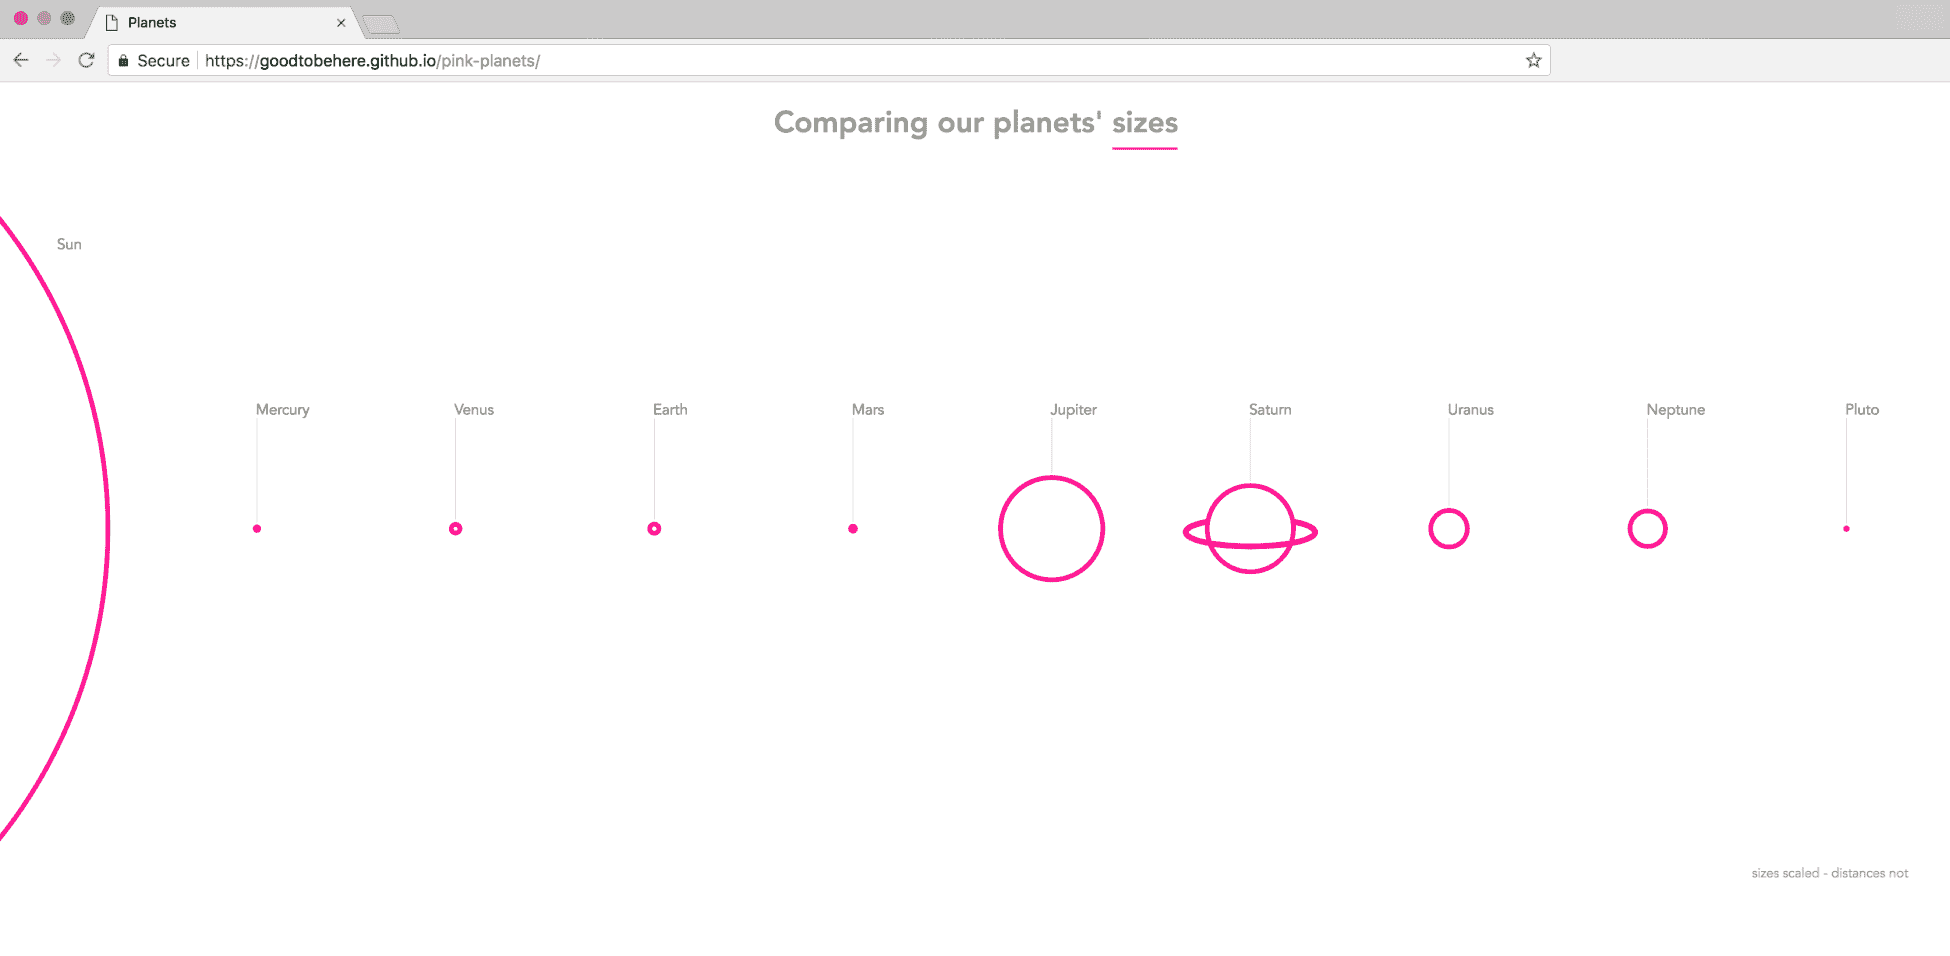 Planets
Secure https://goodtobehere.github.io/pink-planets/
Comparing our planets' sizes
Sun
Mercury Venus Earth Mars Jupiter Saturn Uranus Neptune Pluto
sizes scaled - distances not